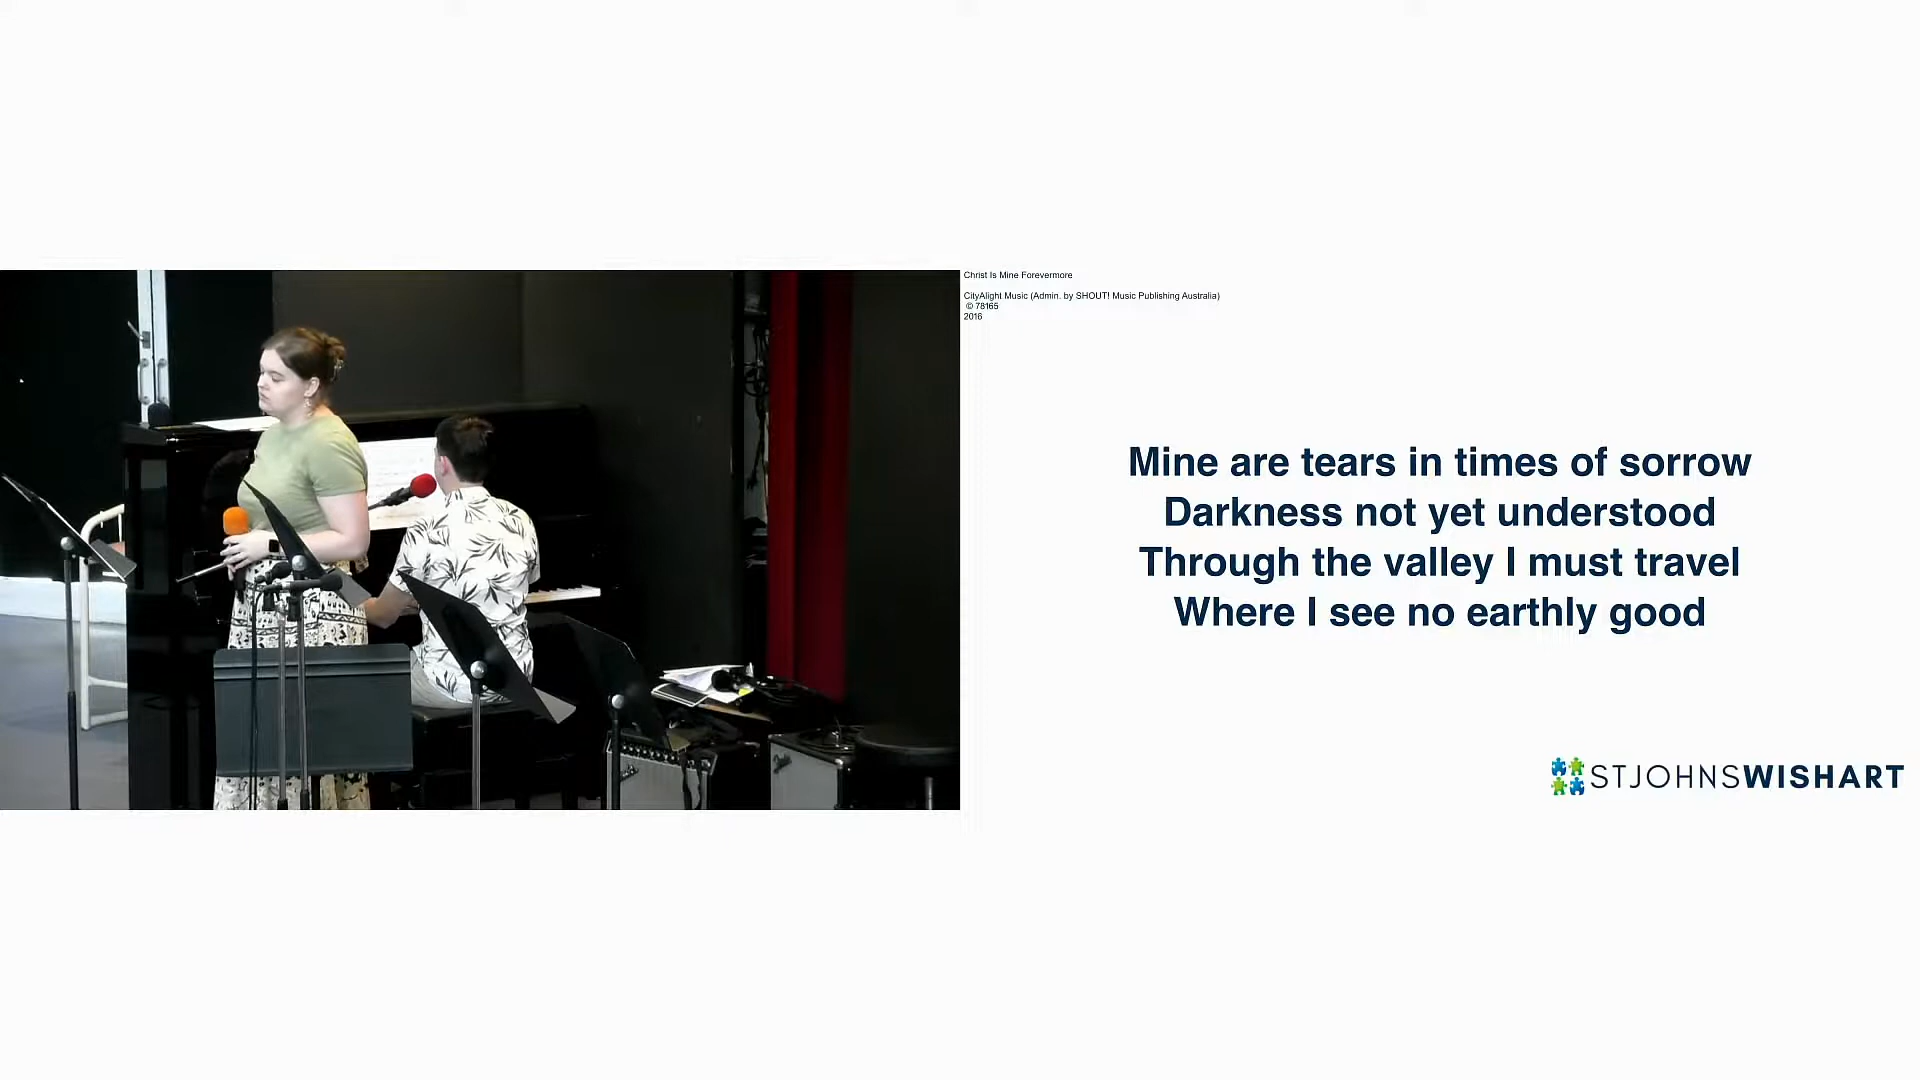 Christ Is Mine Forevermore
CityAlight Music (Admin. by SHOUT! Music Publishing Australia)
© 78165
2016
Mine are tears in times of sorrow
Darkness not yet understood
Through the valley I must travel
Where I see no earthly good
STJOHNSWISHART